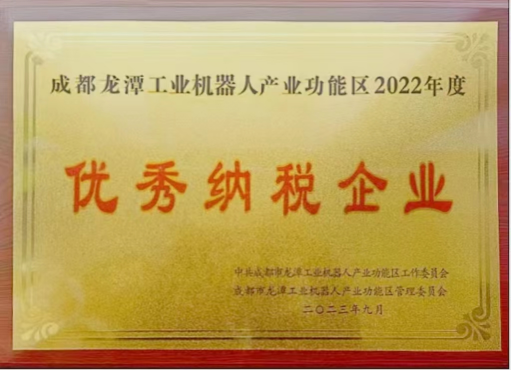 成都龙潭工业机器人产业功能区2022年度
优秀纳税企业
中共成都市龙潭工业机器人产业功能区工作委员会
成都市龙潭工业机器人产业功能区管理委员会
二〇二三年九月